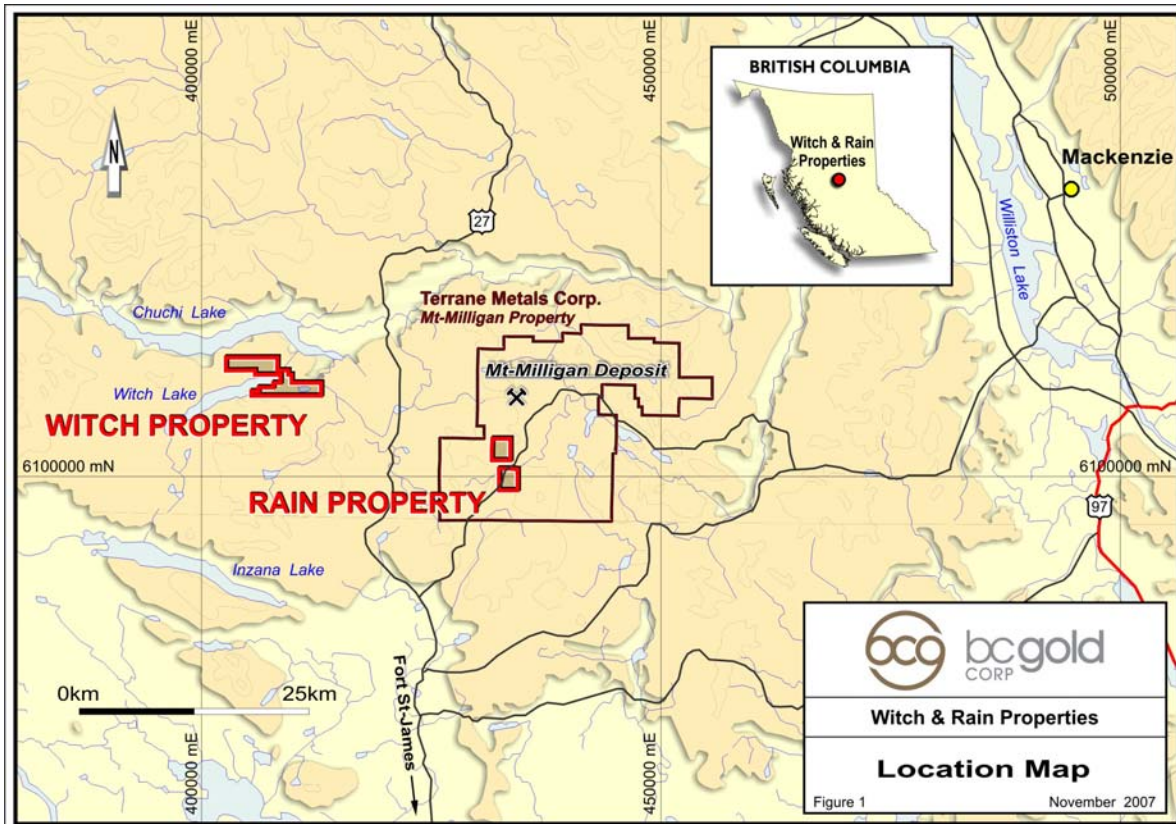 400000 mE
450000 mE
500000 mE
N
27
BRITISH COLUMBIA
Witch & Rain
Properties
Mackenzie
Williston Lake
Terrane Metals Corp.
Mt-Milligan Property
Chuchi Lake
Mt-Milligan Deposit
Witch Lake
WITCH PROPERTY
6100000 mN
6100000 mN
RAIN PROPERTY
97
Inzana Lake
0km
25km
Fort St-James
400000 mE
450000 mE
bcg
bcgold
CORP
Witch & Rain Properties
Location Map
Figure 1
November 2007